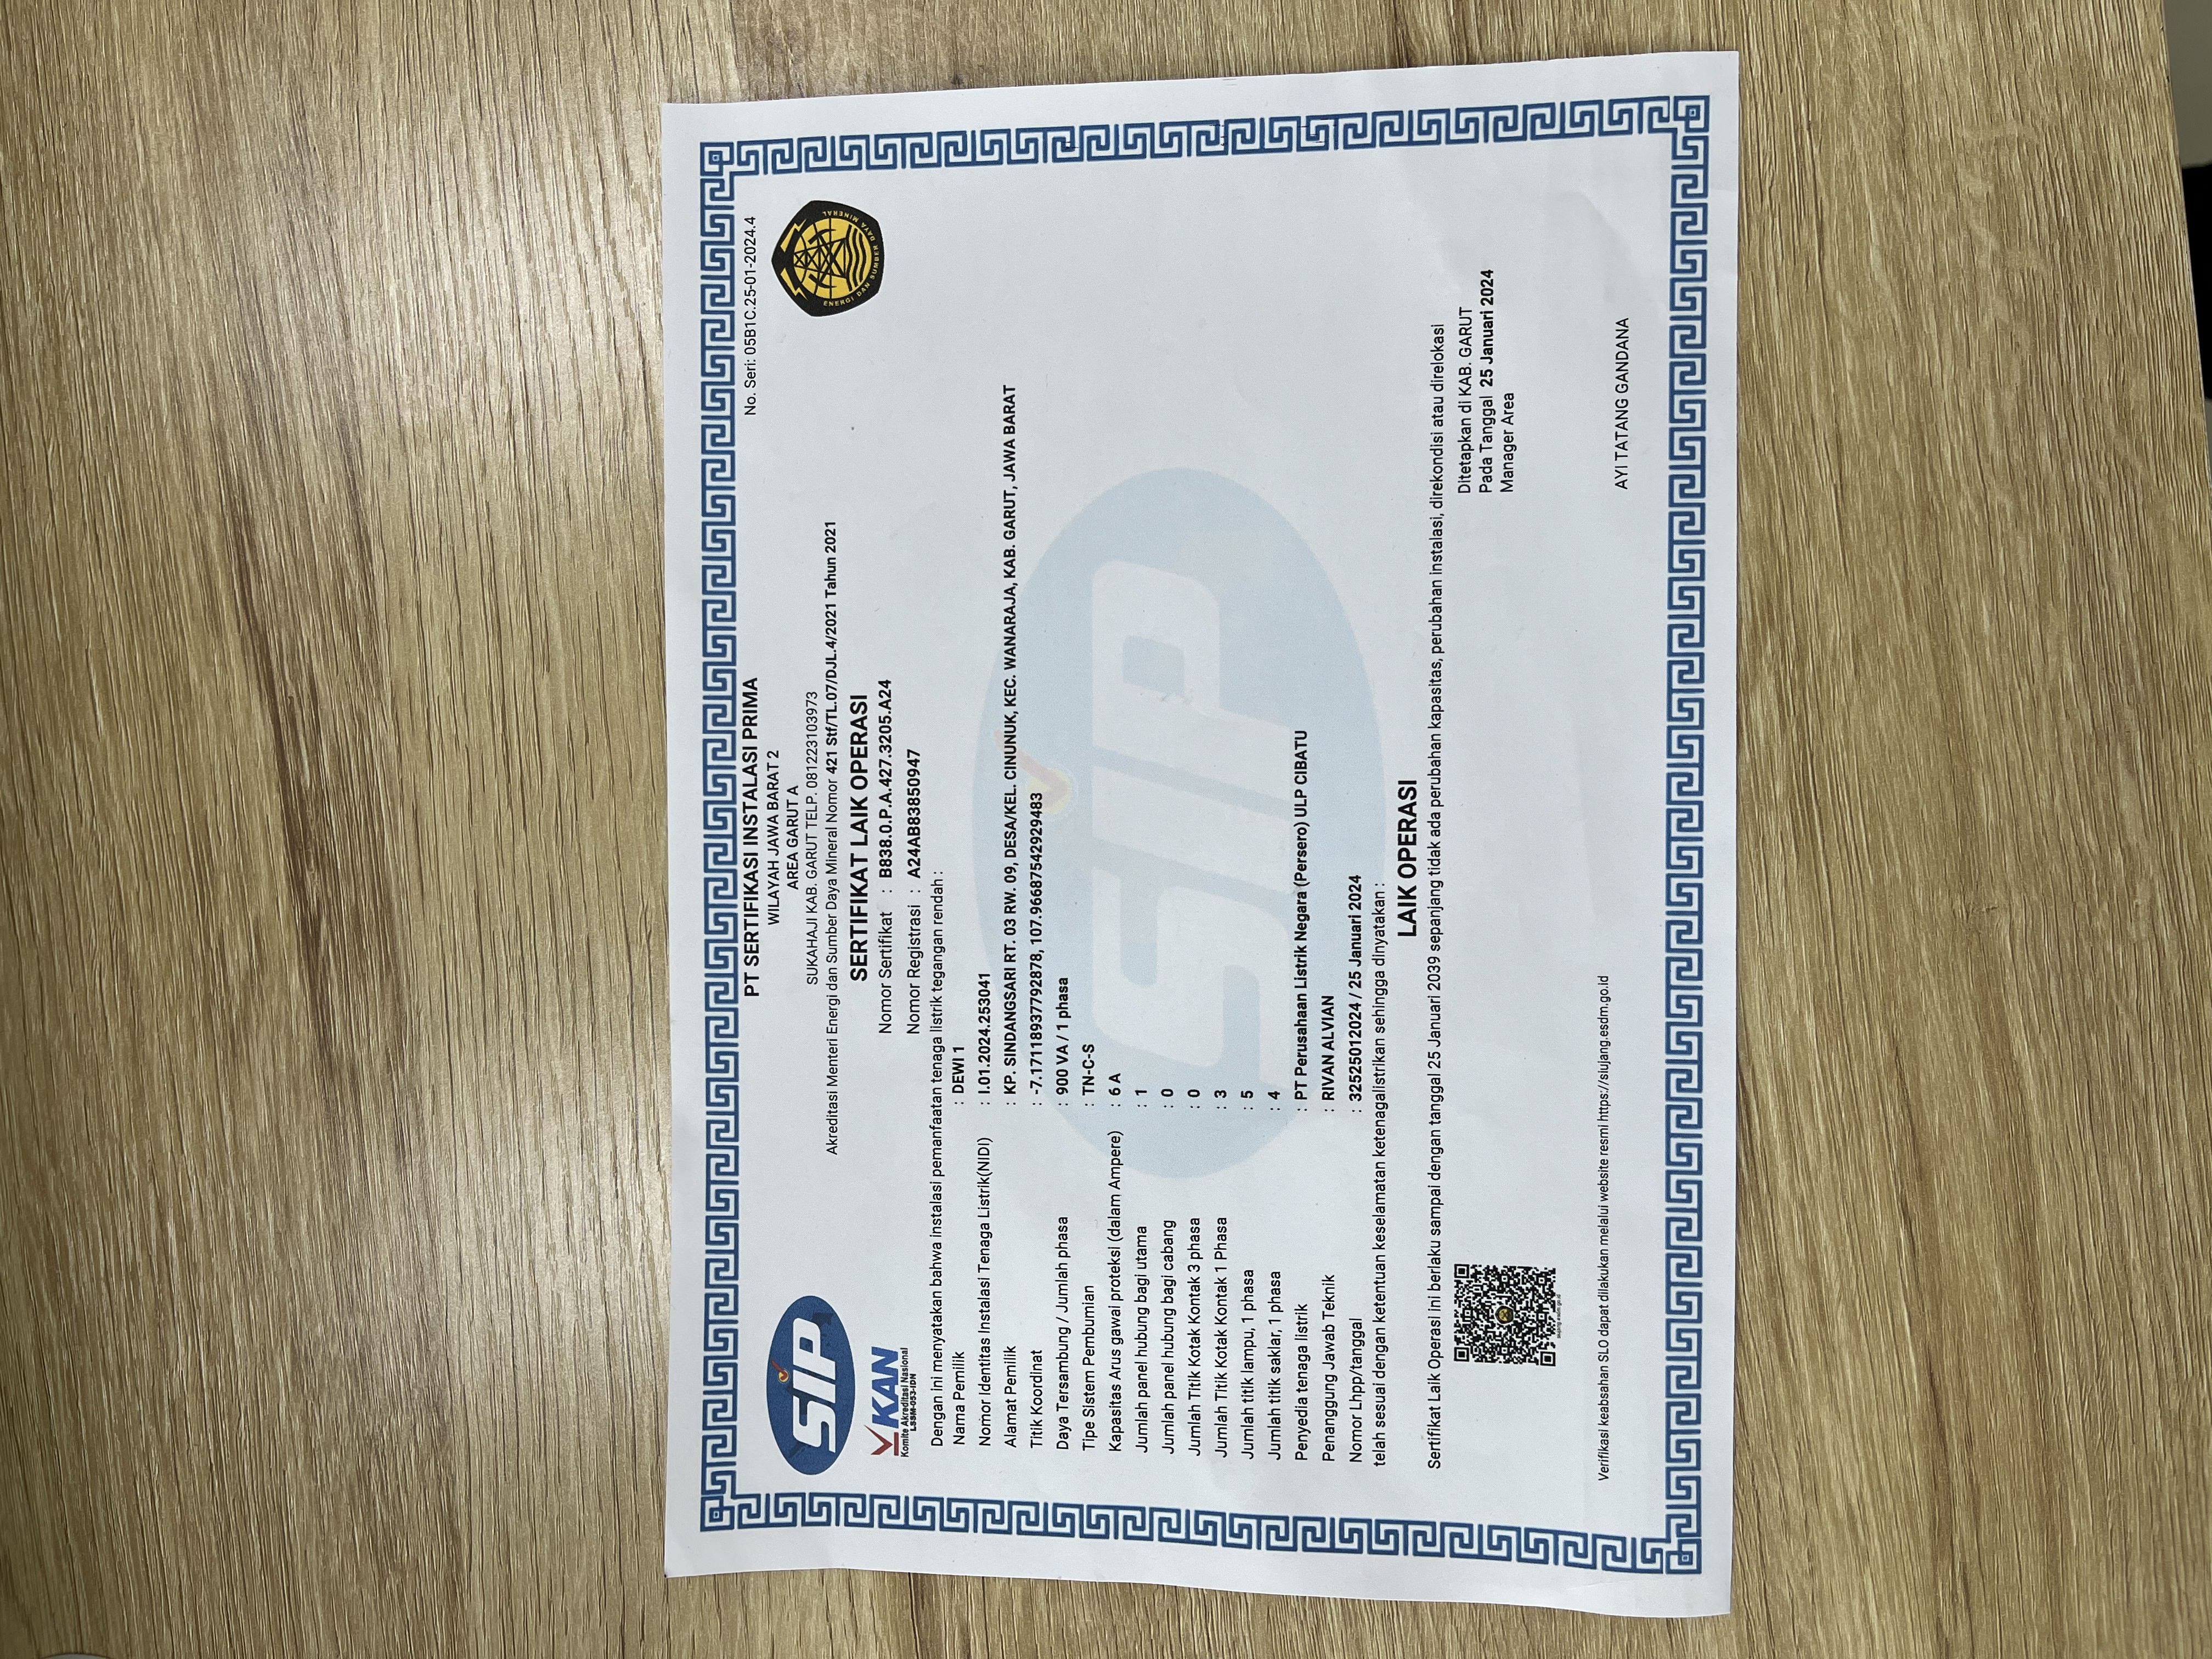 PT SERTIFIKASI INSTALASI PRIMA
No. Seri: 05B1C.25-01-2024.4
WILAYAH JAWA BARAT 2
AREA GARUT A
SUKAHAJI KAB. GARUT TELP. 081223103973
Akreditasi Menteri Energi dan Sumber Daya Mineral Nomor 421 Stf/TL.07/DJL.4/2021 Tahun 2021
SIP
ENERGI DAN SUMBER DAYA MINERAL
KAN
Komite Akreditasi Nasional
LSSM-053-IDN
SERTIFIKAT LAIK OPERASI
Nomor Sertifikat : B838.0.P.A.427.3205.A24
Nomor Registrasi : A24AB83850947
Dengan ini menyatakan bahwa instalasi pemanfaatan tenaga listrik tegangan rendah :
Nama Pemilik : DEWI 1
Nomor Identitas Instalasi Tenaga Listrik(NIDI) : I.01.2024.253041
Alamat Pemilik : KP. SINDANGSARI RT. 03 RW. 09, DESA/KEL. CINUNUK, KEC. WANARAJA, KAB. GARUT, JAWA BARAT
Titik Koordinat : -7.17118937792878, 107.96687542929483
Daya Tersambung / Jumlah phasa : 900 VA / 1 phasa
Tipe Sistem Pembumian : TN-C-S
Kapasitas Arus gawai proteksi (dalam Ampere) : 6 A
Jumlah panel hubung bagi utama : 1
Jumlah panel hubung bagi cabang : 0
Jumlah Titik Kotak Kontak 3 phasa : 0
Jumlah Titik Kotak Kontak 1 Phasa : 3
Jumlah titik lampu, 1 phasa : 5
Jumlah titik saklar, 1 phasa : 4
Penyedia tenaga listrik : PT Perusahaan Listrik Negara (Persero) ULP CIBATU
Penanggung Jawab Teknik : RIVAN ALVIAN
Nomor Lhpp/tanggal : 32525012024 / 25 Januari 2024
telah sesuai dengan ketentuan keselamatan ketenagalistrikan sehingga dinyatakan :
SIP
LAIK OPERASI
Sertifikat Laik Operasi ini berlaku sampai dengan tanggal 25 Januari 2039 sepanjang tidak ada perubahan kapasitas, perubahan instalasi, direkondisi atau direlokasi
Ditetapkan di KAB. GARUT
Pada Tanggal 25 Januari 2024
Manager Area
siujang.esdm.go.id
Verifikasi keabsahan SLO dapat dilakukan melalui website resmi https://siujang.esdm.go.id
AYI TATANG GANDANA